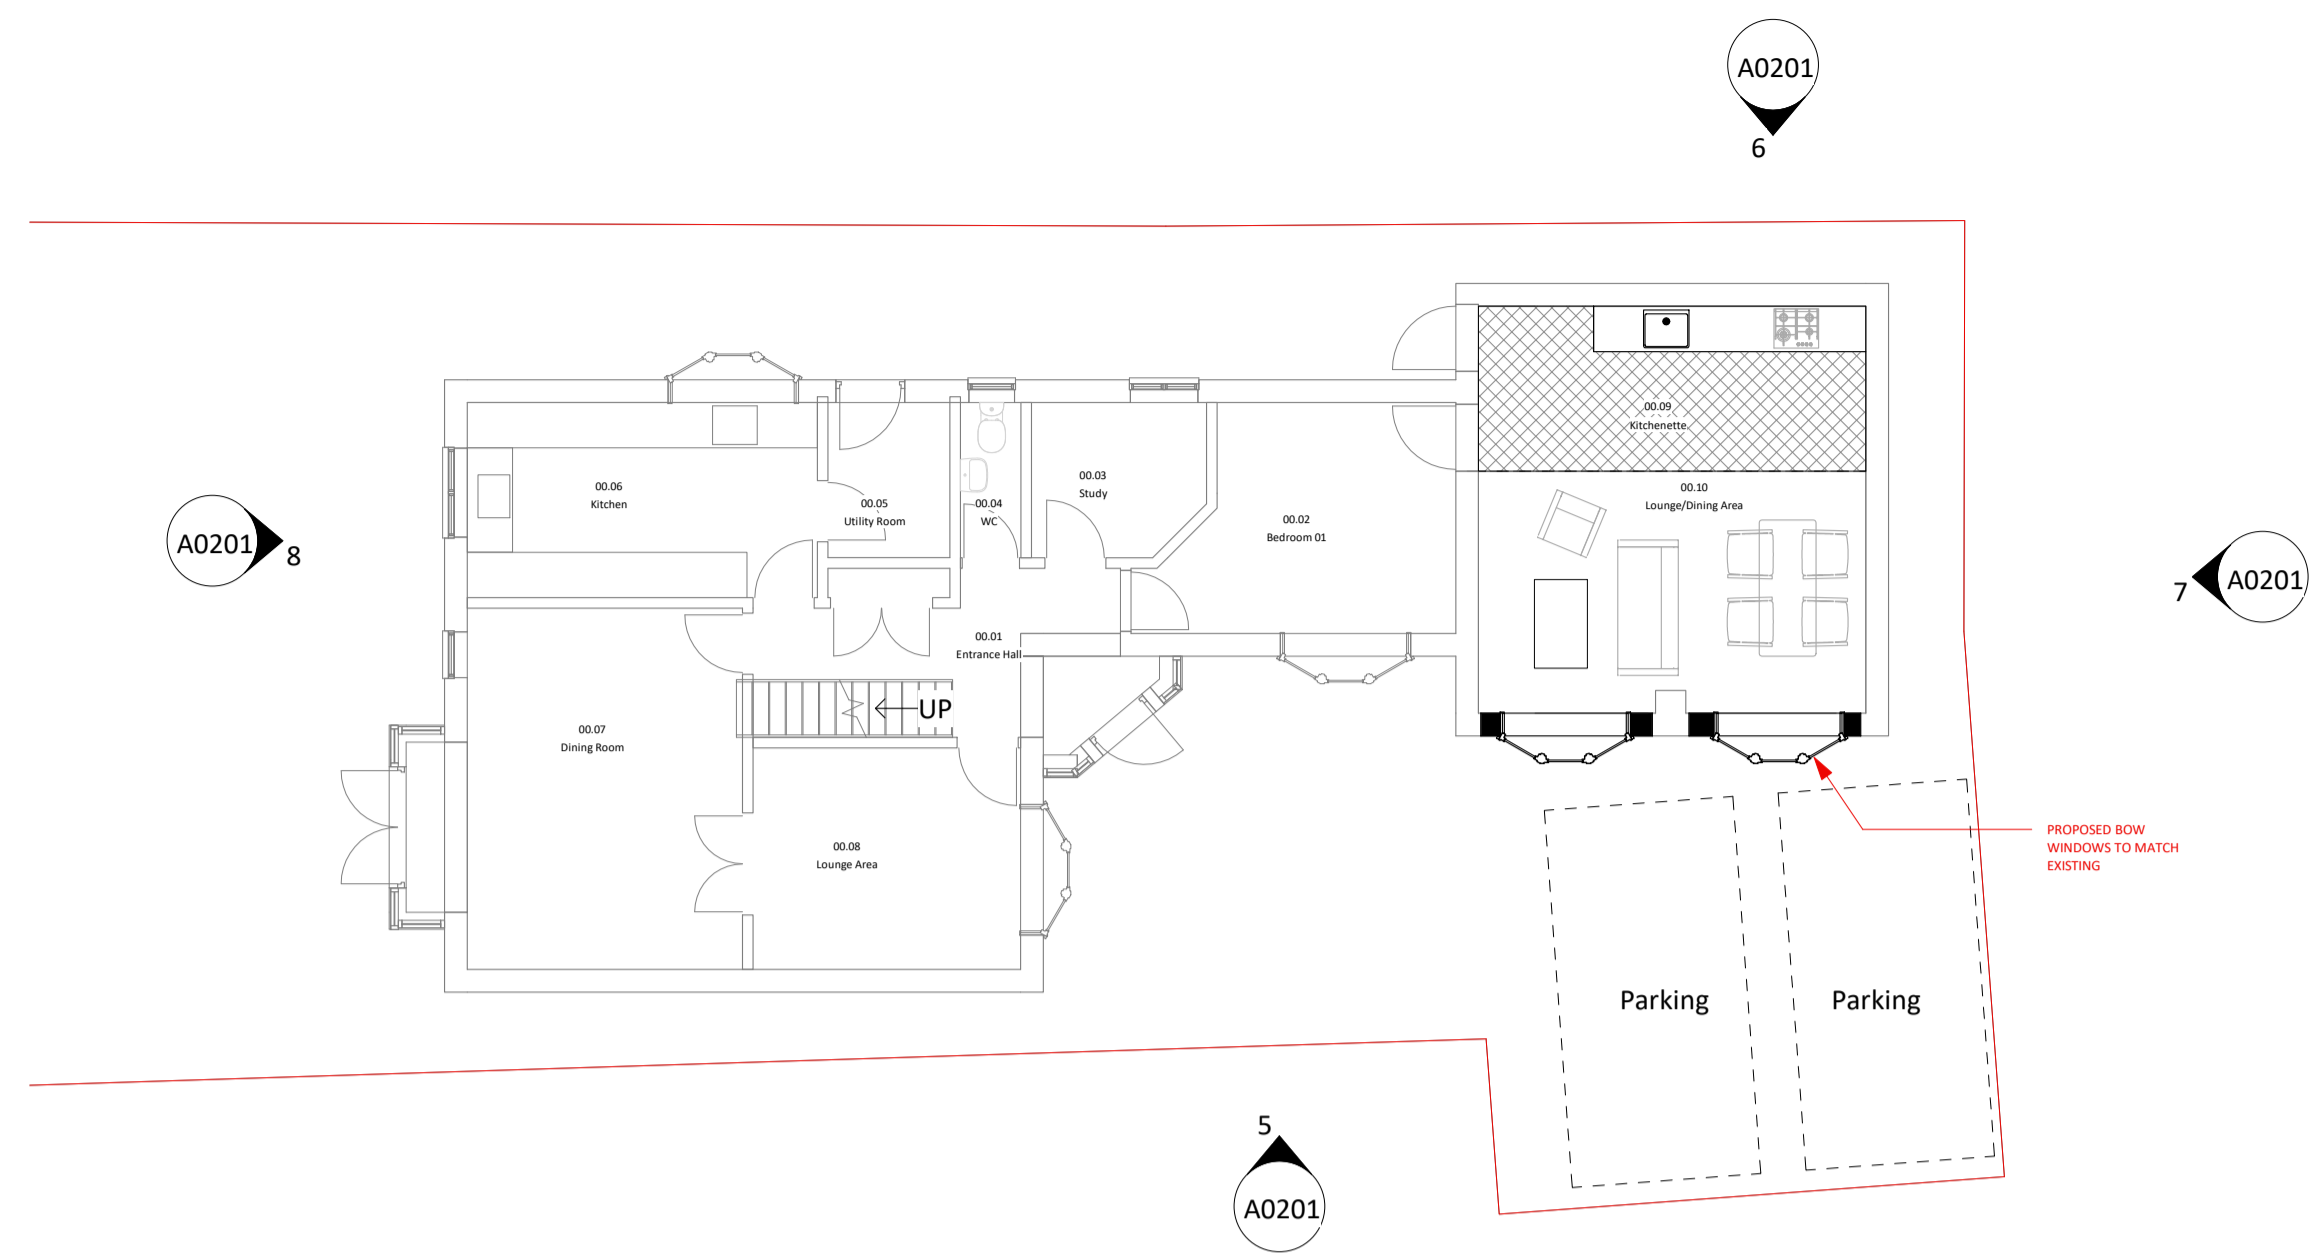 A0201
6
00.09
Kitchenette
00.06
Kitchen
00.03
Study
00.10
Lounge/Dining Area
00.05
Utility Room
00.04
WC
00.02
Bedroom 01
A0201
8
7
A0201
00.01
Entrance Hall
UP
00.07
Dining Room
00.08
Lounge Area
PROPOSED BOW
WINDOWS TO MATCH
EXISTING
Parking
Parking
5
A0201